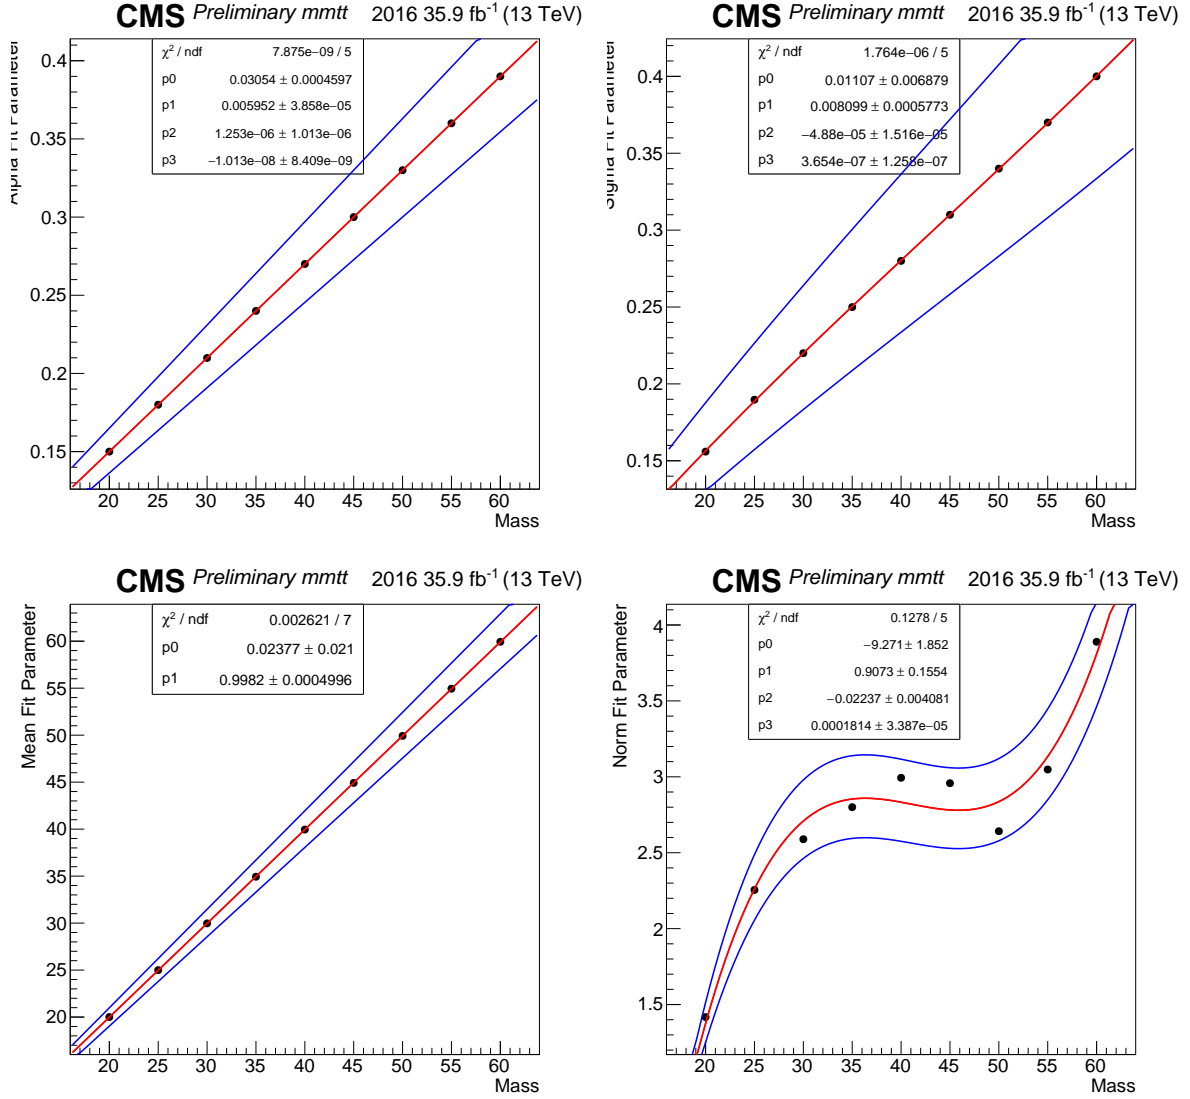 CMS Preliminary mmtt 2016 35.9 fb⁻¹ (13 TeV)
Alpha Fit Parameter
χ² / ndf 7.875e−09 / 5
p0 0.03054 ± 0.0004597
p1 0.005952 ± 3.858e−05
p2 1.253e−06 ± 1.013e−06
p3 −1.013e−08 ± 8.409e−09
0.4
0.35
0.3
0.25
0.2
0.15
20 25 30 35 40 45 50 55 60
Mass
CMS Preliminary mmtt 2016 35.9 fb⁻¹ (13 TeV)
Sigma Fit Parameter
χ² / ndf 1.764e−06 / 5
p0 0.01107 ± 0.006879
p1 0.008099 ± 0.0005773
p2 −4.88e−05 ± 1.516e−05
p3 3.654e−07 ± 1.258e−07
0.4
0.35
0.3
0.25
0.2
0.15
20 25 30 35 40 45 50 55 60
Mass
CMS Preliminary mmtt 2016 35.9 fb⁻¹ (13 TeV)
Mean Fit Parameter
χ² / ndf 0.002621 / 7
p0 0.02377 ± 0.021
p1 0.9982 ± 0.0004996
60
55
50
45
40
35
30
25
20
20 25 30 35 40 45 50 55 60
Mass
CMS Preliminary mmtt 2016 35.9 fb⁻¹ (13 TeV)
Norm Fit Parameter
χ² / ndf 0.1278 / 5
p0 −9.271 ± 1.852
p1 0.9073 ± 0.1554
p2 −0.02237 ± 0.004081
p3 0.0001814 ± 3.387e−05
4
3.5
3
2.5
2
1.5
20 25 30 35 40 45 50 55 60
Mass